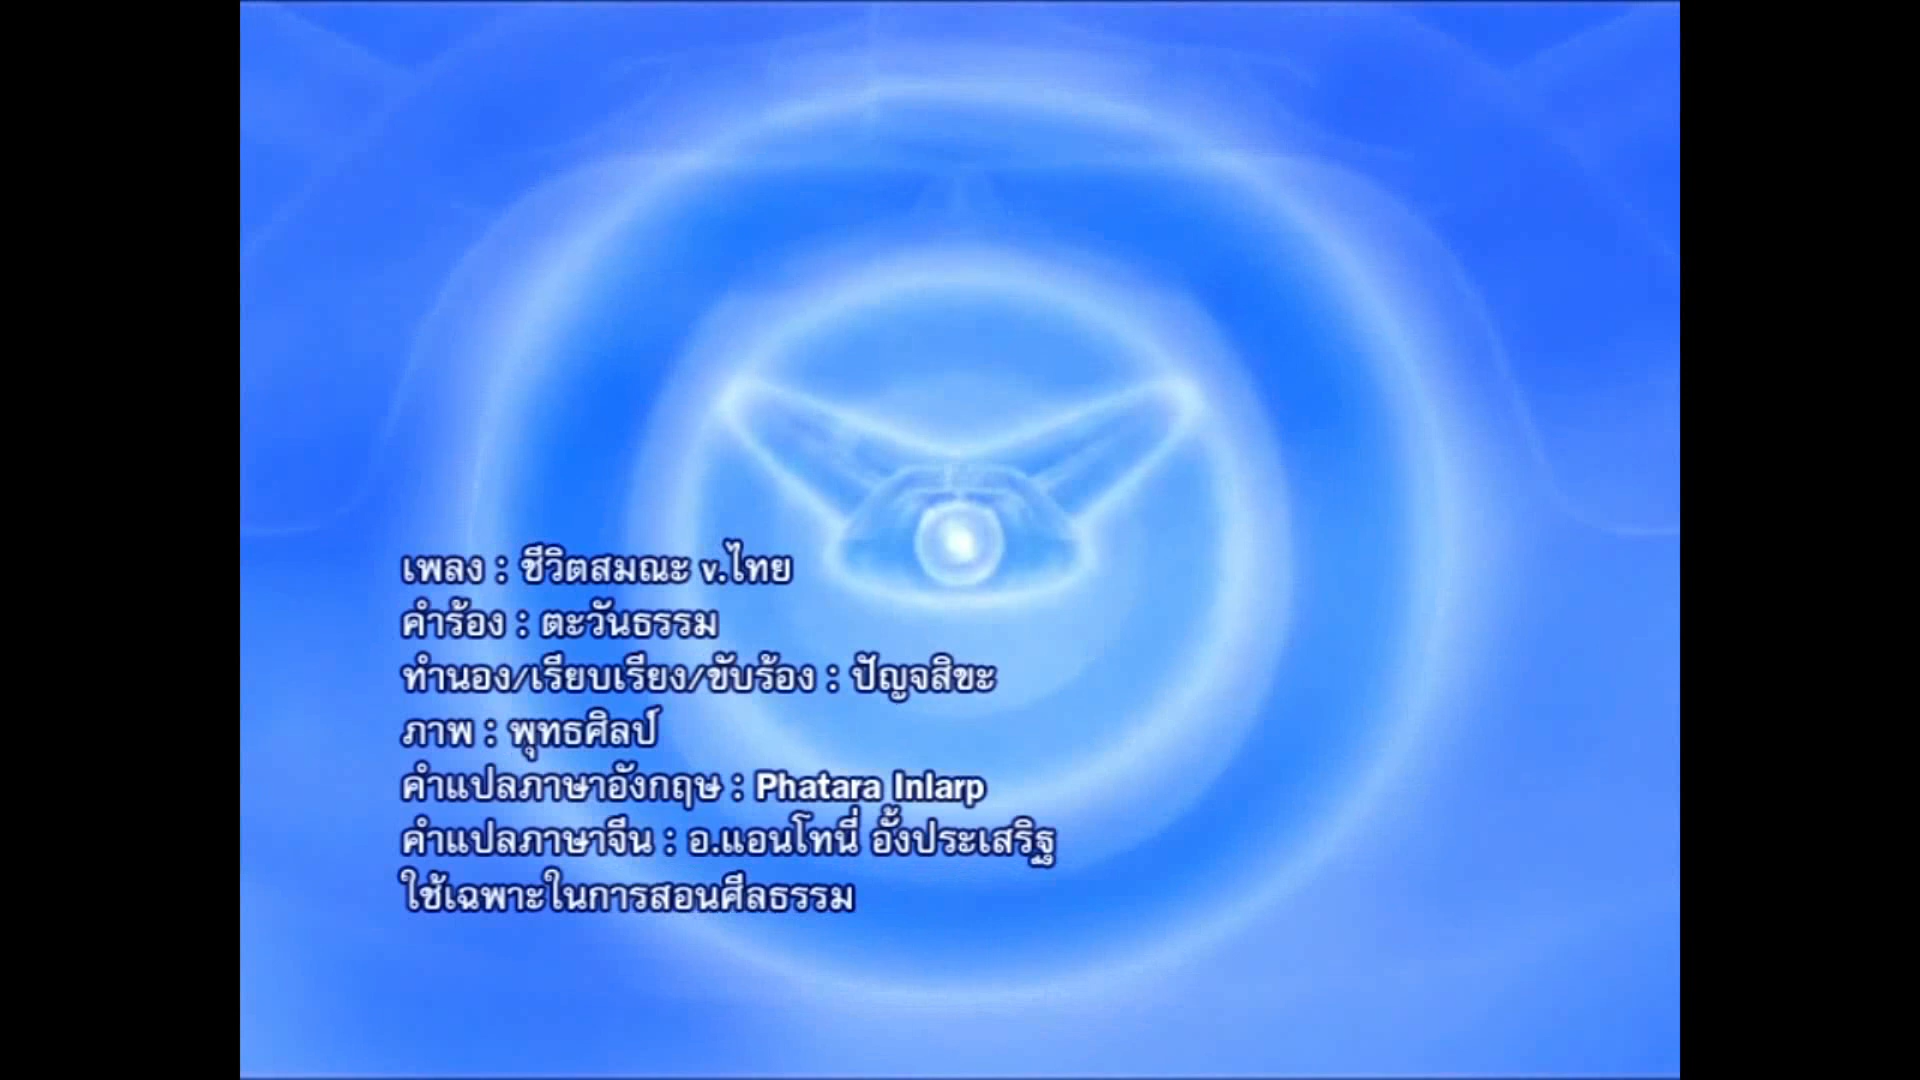 เพลง : ชีวิตสมณะ v.ไทย
คำร้อง : ตะวันธรรม
ทำนอง/เรียบเรียง/ขับร้อง : ปัญจสิขะ
ภาพ : พุทธศิลป์
คำแปลภาษาอังกฤษ : Phatara Inlarp
คำแปลภาษาจีน : อ.แอนโทนี่ อั้งประเสริฐ
ใช้เฉพาะในการสอนศีลธรรม